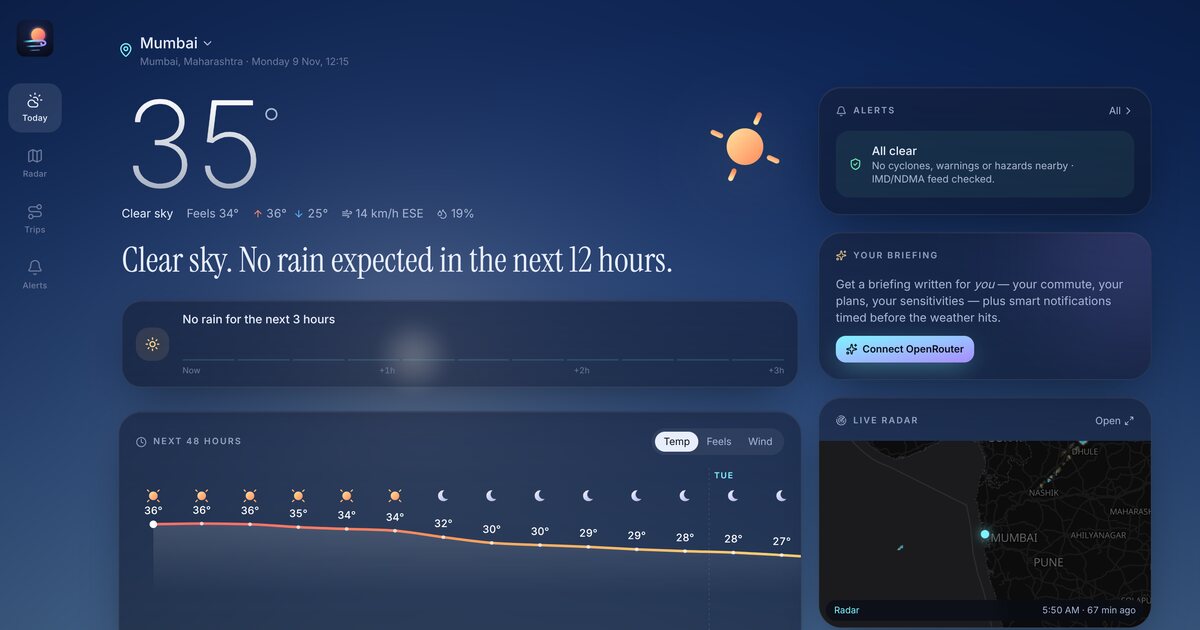 Mumbai
Mumbai, Maharashtra · Monday 9 Nov, 12:15
Today
Radar
Trips
Alerts
35°
Clear sky Feels 34° ↑ 36° ↓ 25° 14 km/h ESE 19%
Clear sky. No rain expected in the next 12 hours.
No rain for the next 3 hours
Now +1h +2h +3h
NEXT 48 HOURS
Temp Feels Wind
TUE
36° 36° 36° 35° 34° 34° 32° 30° 30° 29° 29° 28° 28° 27°
ALERTS
All
All clear
No cyclones, warnings or hazards nearby ·
IMD/NDMA feed checked.
YOUR BRIEFING
Get a briefing written for you — your commute, your
plans, your sensitivities — plus smart notifications
timed before the weather hits.
Connect OpenRouter
LIVE RADAR
Open
DHULE
NASHIK
MAHARASH
MUMBAI
AHILYANAGAR
PUNE
Radar
5:50 AM · 67 min ago